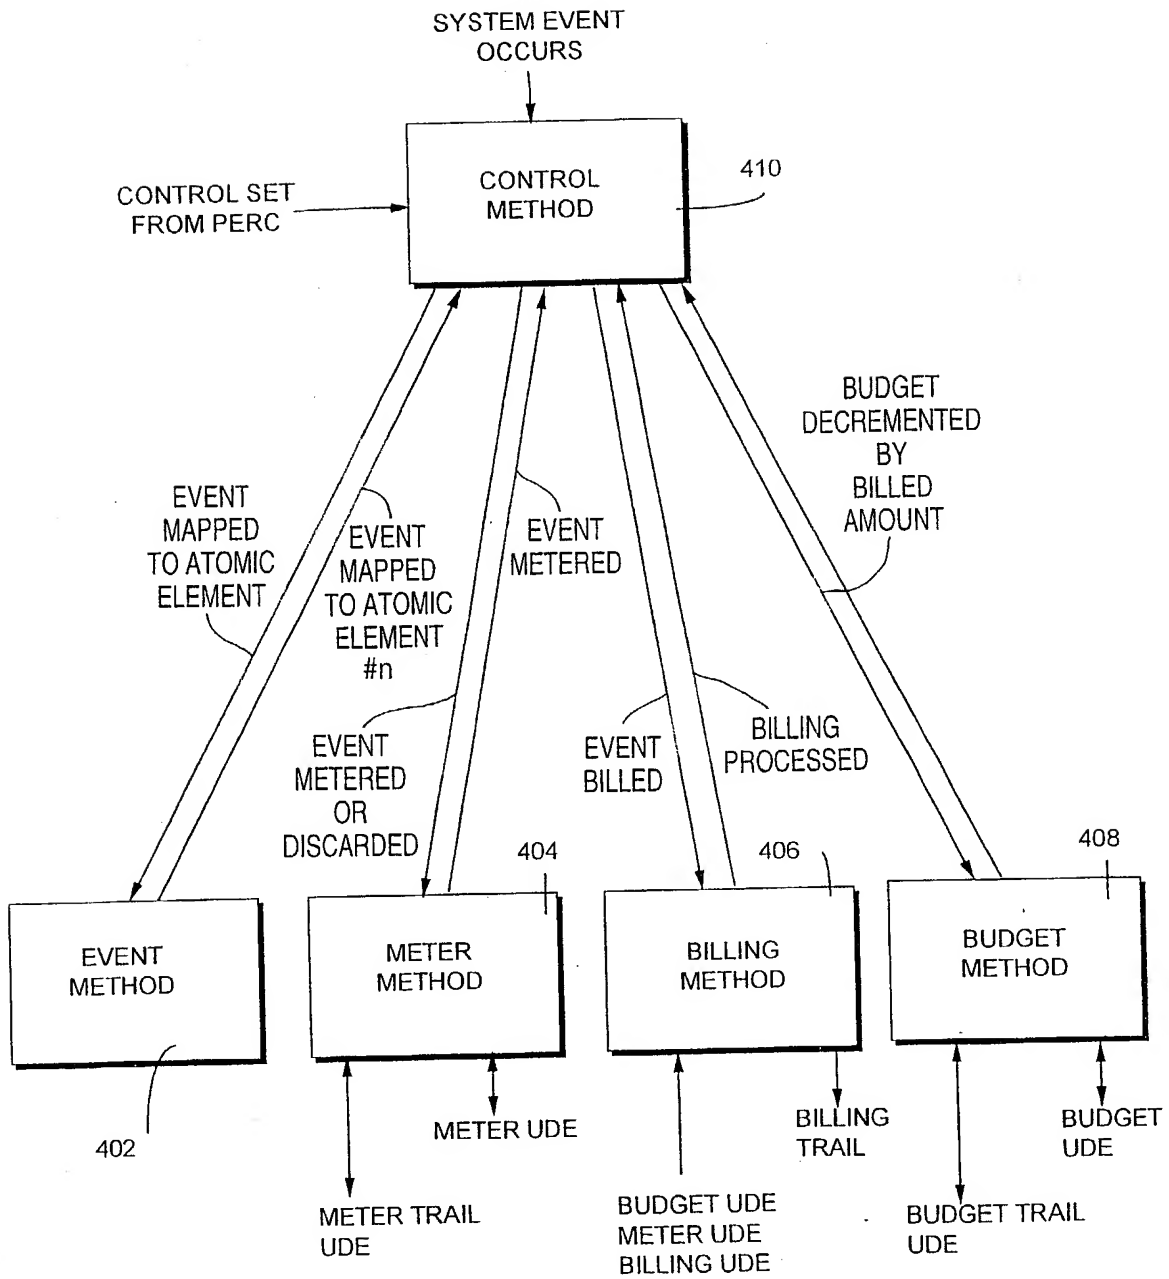 SYSTEM EVENT
OCCURS
CONTROL
METHOD
410
CONTROL SET
FROM PERC
BUDGET
DECREMENTED
BY
BILLED
AMOUNT
EVENT
MAPPED
TO ATOMIC
ELEMENT
EVENT
MAPPED
TO ATOMIC
ELEMENT
#n
EVENT
METERED
EVENT
METERED
OR
DISCARDED
EVENT
BILLED
BILLING
PROCESSED
404
406
408
EVENT
METHOD
METER
METHOD
BILLING
METHOD
BUDGET
METHOD
402
METER UDE
METER TRAIL
UDE
BILLING
TRAIL
BUDGET UDE
METER UDE
BILLING UDE
BUDGET
UDE
BUDGET TRAIL
UDE